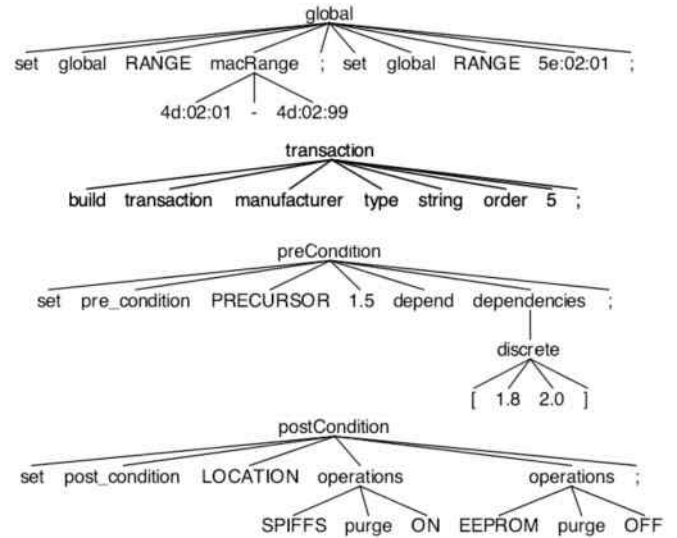 global
set global RANGE macRange ; set global RANGE 5e:02:01 ;
4d:02:01 - 4d:02:99
transaction
build transaction manufacturer type string order 5 ;
preCondition
set pre_condition PRECURSOR 1.5 depend dependencies ;
discrete
[ 1.8 2.0 ]
postCondition
set post_condition LOCATION operations operations ;
SPIFFS purge ON EEPROM purge OFF